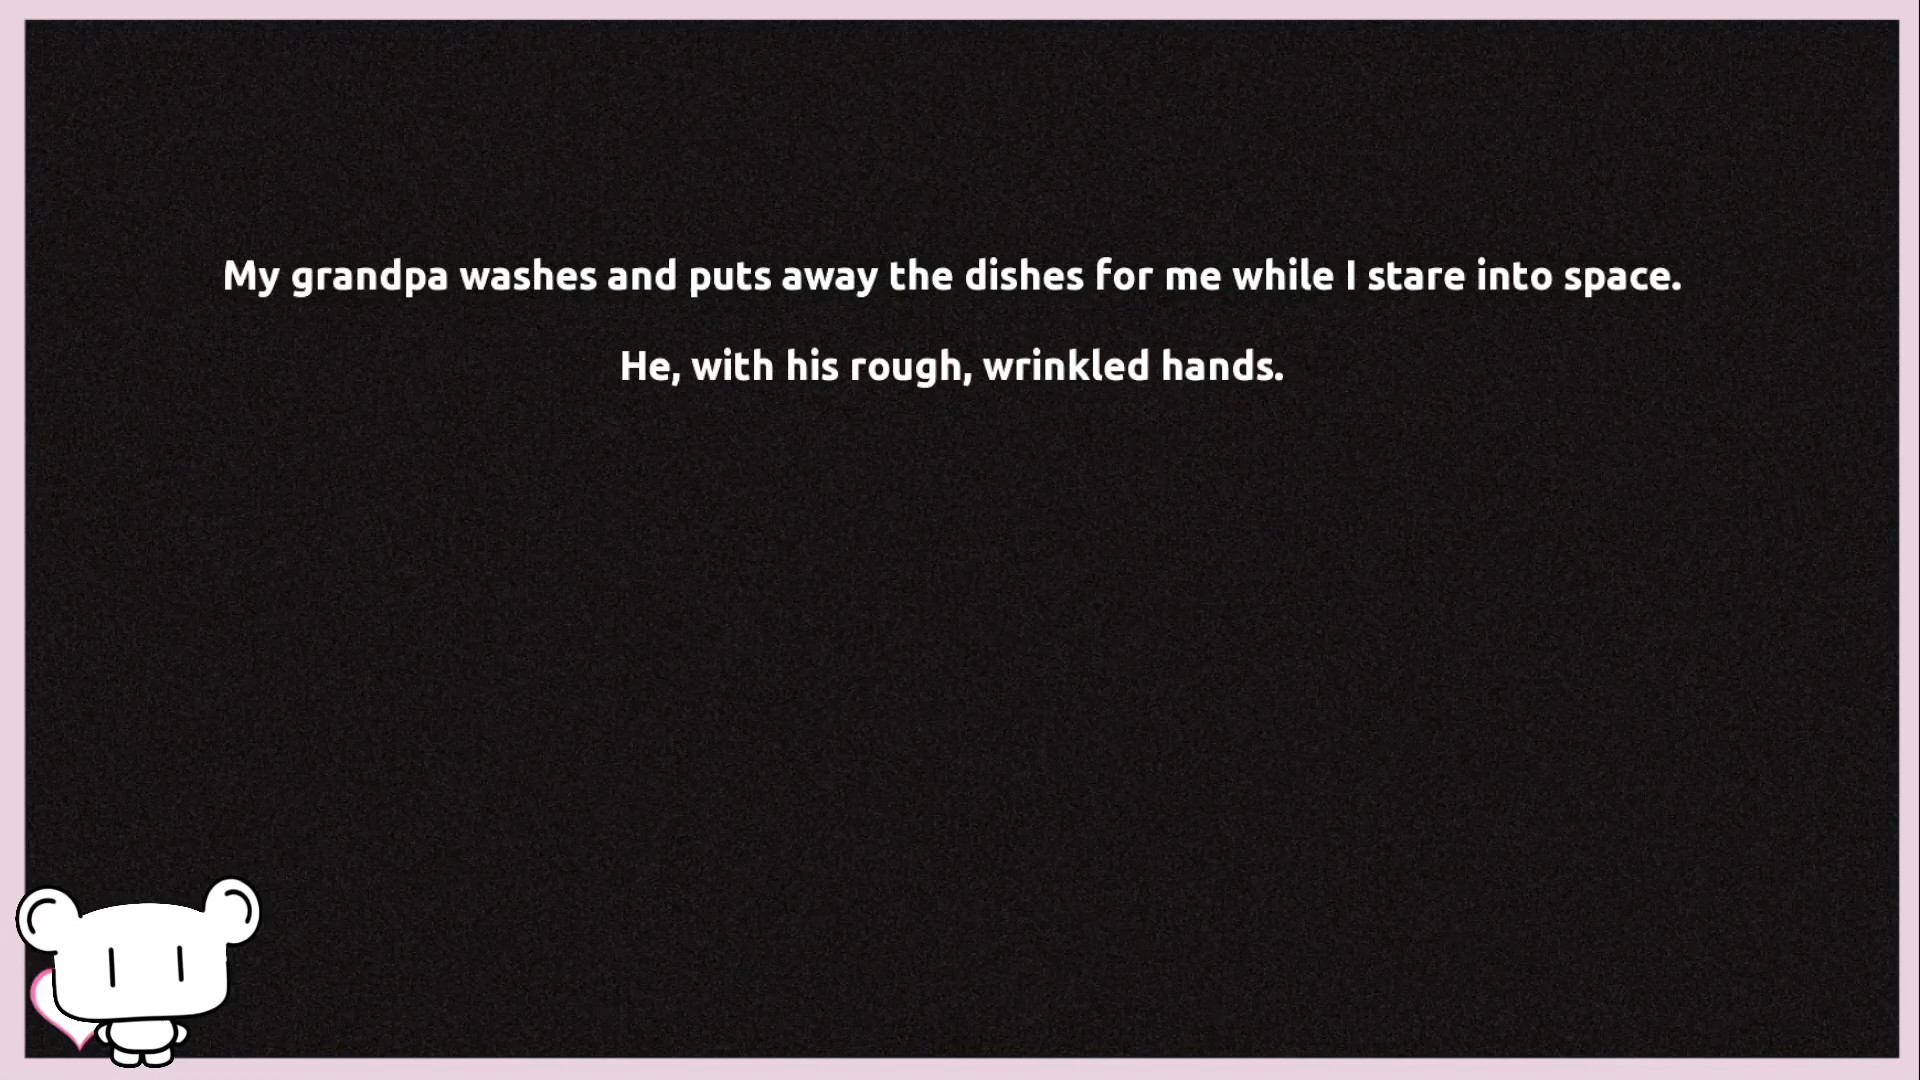 My grandpa washes and puts away the dishes for me while I stare into space.
He, with his rough, wrinkled hands.